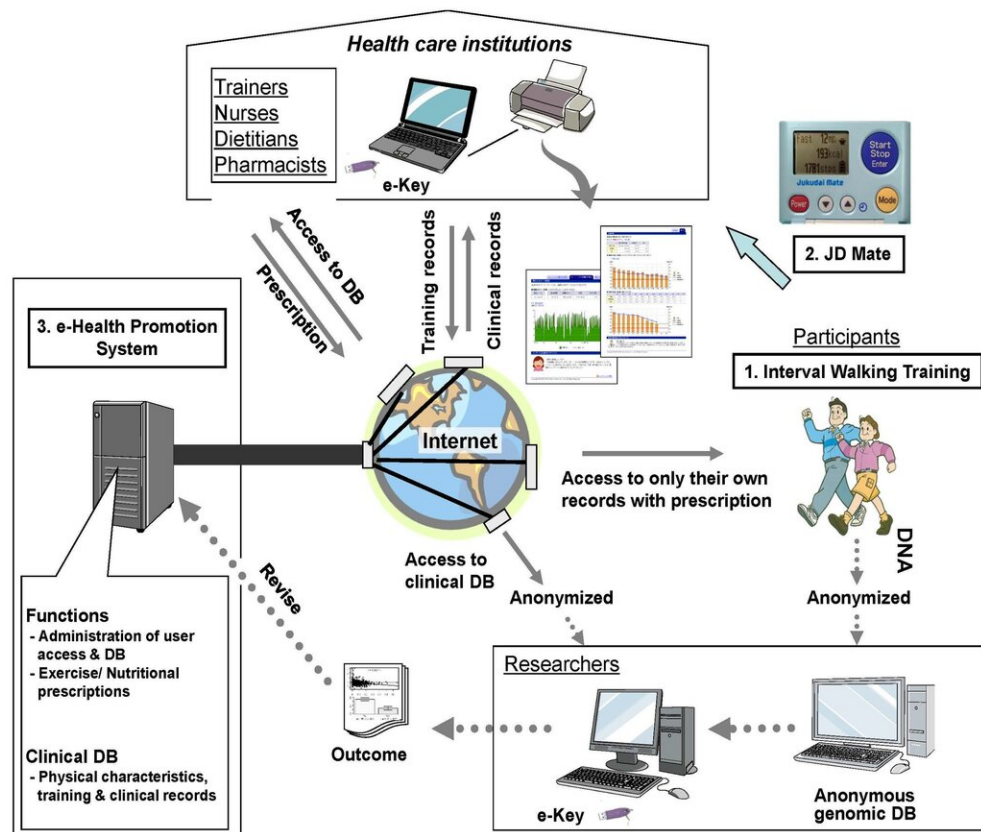 Health care institutions
Trainers
Nurses
Dietitians
Pharmacists
e-Key
Fast 12m
193kcal
1781step
Start
Stop
Enter
Jukudai Mate
Power
Mode
2. JD Mate
Access to DB
Prescription
Training records
Clinical records
3. e-Health Promotion
System
Participants
1. Interval Walking Training
Internet
Access to only their own
records with prescription
Access to
clinical DB
DNA
Anonymized
Anonymized
Revise
Functions
- Administration of user
access & DB
- Exercise/ Nutritional
prescriptions
Clinical DB
- Physical characteristics,
training & clinical records
Outcome
Researchers
e-Key
Anonymous
genomic DB